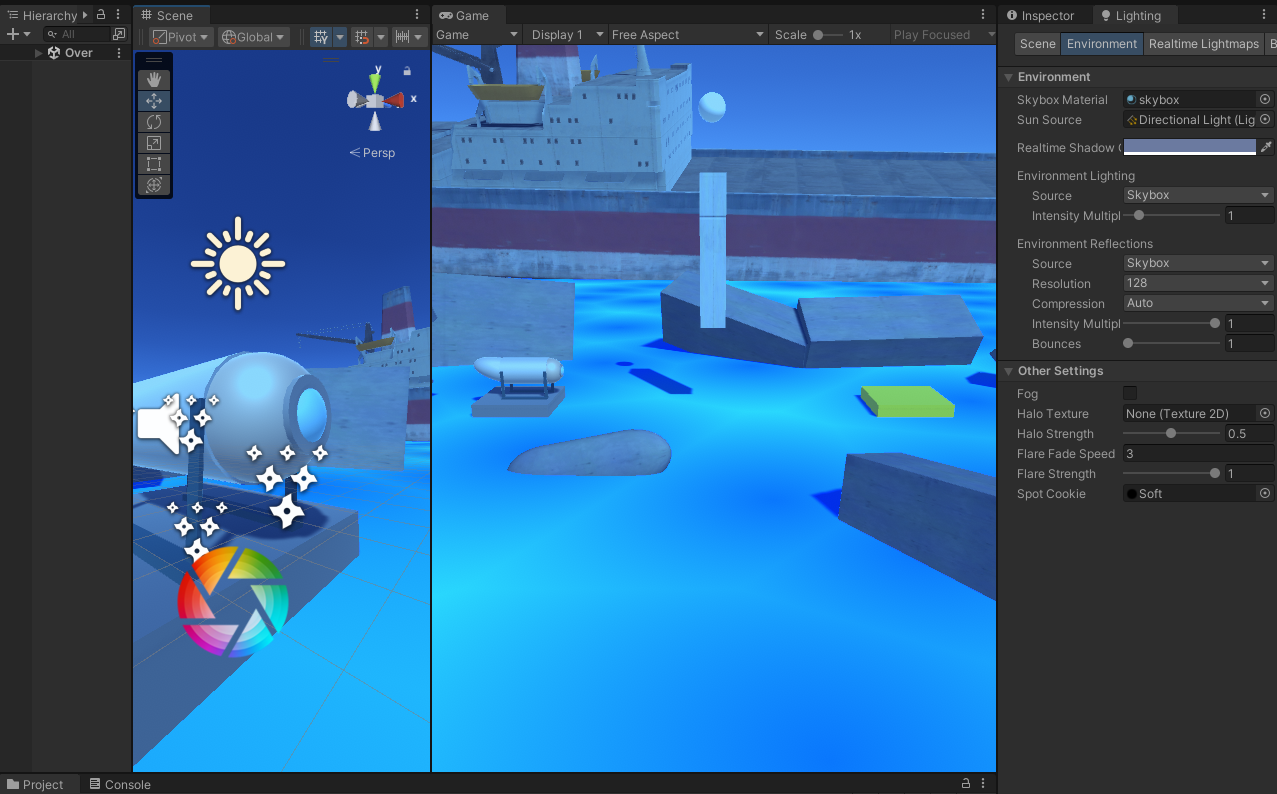 Hierarchy
Scene
Game
Inspector
Lighting
All
Pivot
Global
Game
Display 1
Free Aspect
Scale
1x
Play Focused
Scene
Environment
Realtime Lightmaps
B
Over
y
x
Persp
Environment
Skybox Material
skybox
Sun Source
Directional Light (Lig
Realtime Shadow C
Environment Lighting
Source
Skybox
Intensity Multipl
1
Environment Reflections
Source
Skybox
Resolution
128
Compression
Auto
Intensity Multipl
1
Bounces
1
Other Settings
Fog
Halo Texture
None (Texture 2D)
Halo Strength
0.5
Flare Fade Speed
3
Flare Strength
1
Spot Cookie
Soft
Project
Console